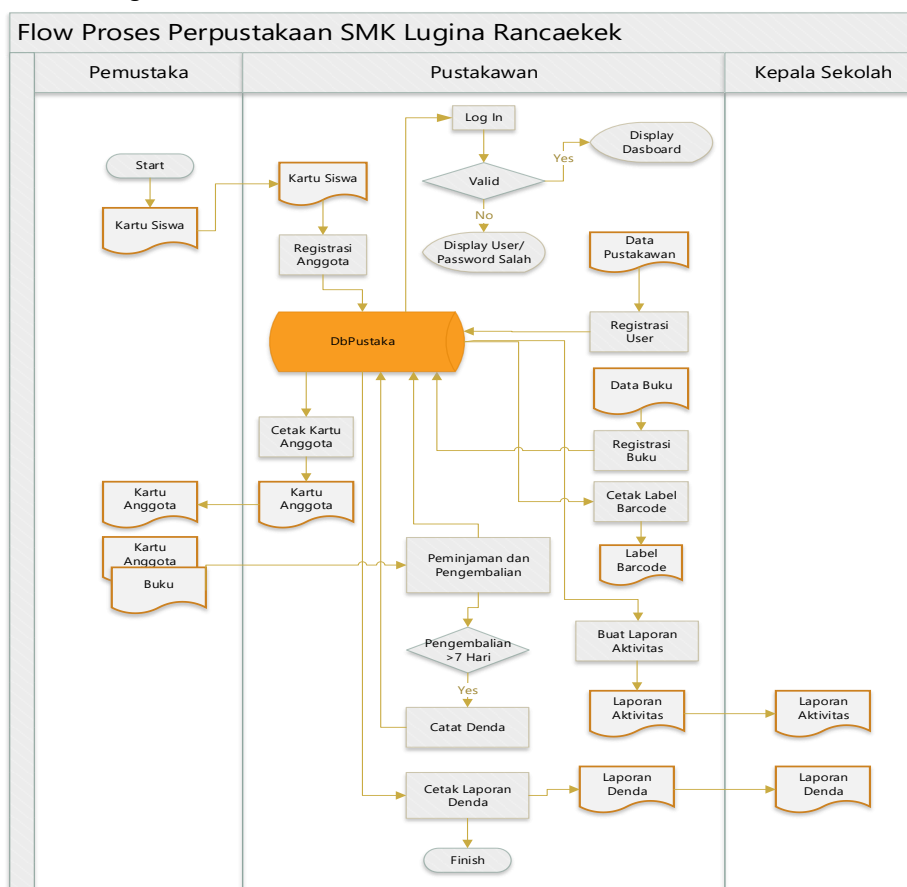 Flow Proses Perpustakaan SMK Lugina Rancaekek
Pemustaka
Pustakawan
Kepala Sekolah
Log In
Display
Dasboard
Yes
Start
Kartu Siswa
Valid
Kartu Siswa
No
Registrasi
Anggota
Display User/
Password Salah
Data
Pustakawan
DbPustaka
Registrasi
User
Data Buku
Cetak Kartu
Anggota
Registrasi
Buku
Kartu
Anggota
Kartu
Anggota
Cetak Label
Barcode
Kartu
Anggota
Buku
Peminjaman dan
Pengembalian
Label
Barcode
Pengembalian
>7 Hari
Buat Laporan
Aktivitas
Yes
Catat Denda
Laporan
Aktivitas
Laporan
Aktivitas
Cetak Laporan
Denda
Laporan
Denda
Laporan
Denda
Finish